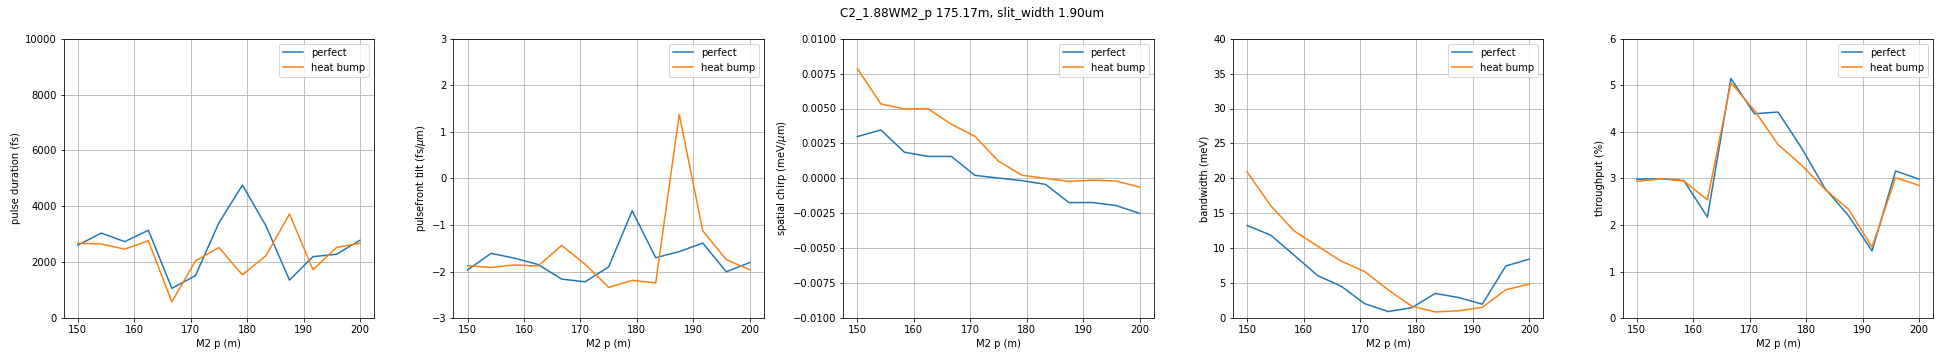 C2_1.88WM2_p 175.17m, slit_width 1.90um
pulse duration (fs)
10000
8000
6000
4000
2000
0
150 160 170 180 190 200
M2 p (m)
perfect
heat bump
pulsefront tilt (fs/μm)
3
2
1
0
−1
−2
−3
150 160 170 180 190 200
M2 p (m)
perfect
heat bump
spatial chirp (meV/μm)
0.0100
0.0075
0.0050
0.0025
0.0000
−0.0025
−0.0050
−0.0075
−0.0100
150 160 170 180 190 200
M2 p (m)
perfect
heat bump
bandwidth (meV)
40
35
30
25
20
15
10
5
0
150 160 170 180 190 200
M2 p (m)
perfect
heat bump
throughput (%)
6
5
4
3
2
1
0
150 160 170 180 190 200
M2 p (m)
perfect
heat bump